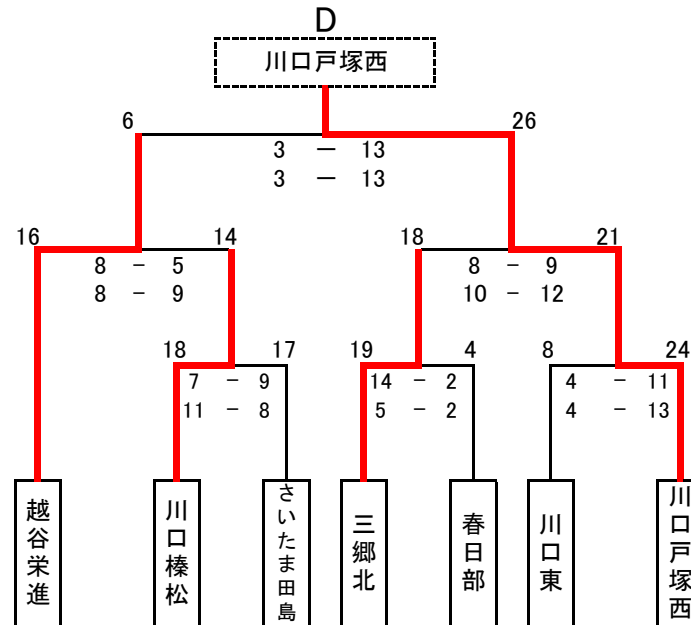 D
川口戸塚西
6 26
3 － 13
3 － 13
16 14 18 21
8 － 5 8 － 9
8 － 9 10 － 12
18 17 19 4 8 24
7 － 9 14 － 2 4 － 11
11 － 8 5 － 2 4 － 13
越谷栄進
川口榛松
さいたま田島
三郷北
春日部
川口東
川口戸塚西